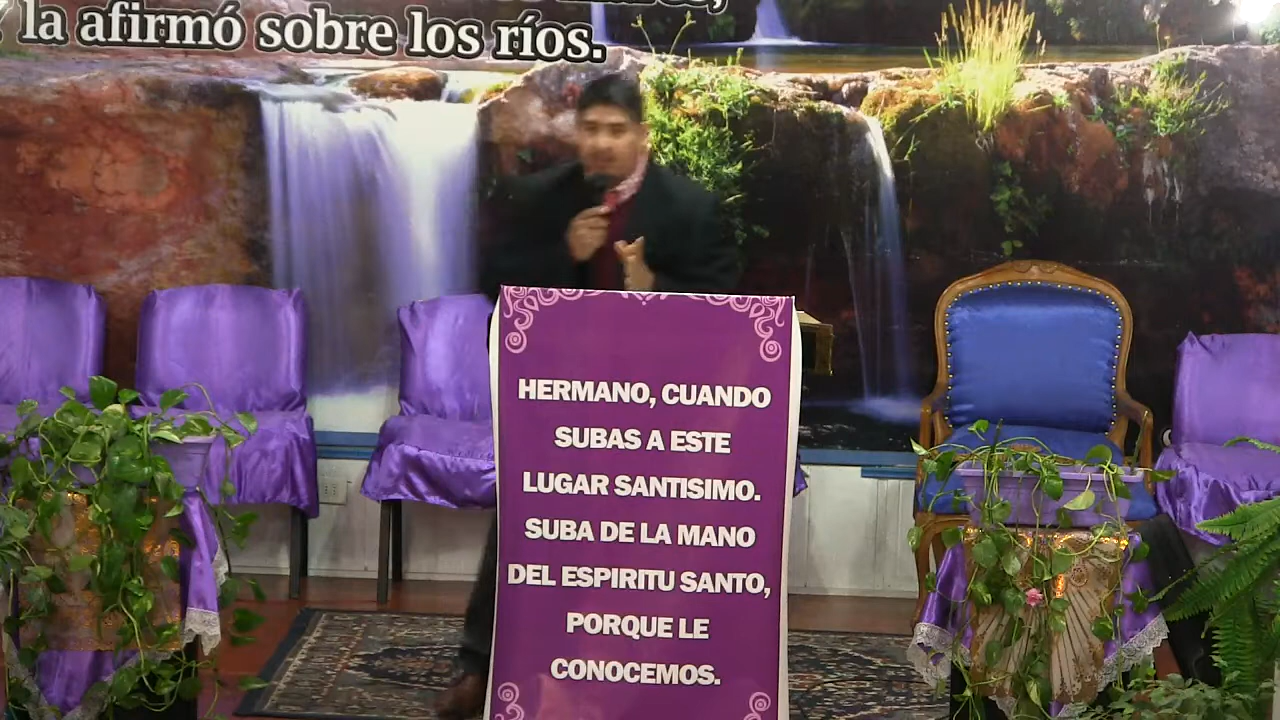 la afirmó sobre los ríos.
HERMANO, CUANDO
SUBAS A ESTE
LUGAR SANTISIMO.
SUBA DE LA MANO
DEL ESPIRITU SANTO,
PORQUE LE
CONOCEMOS.